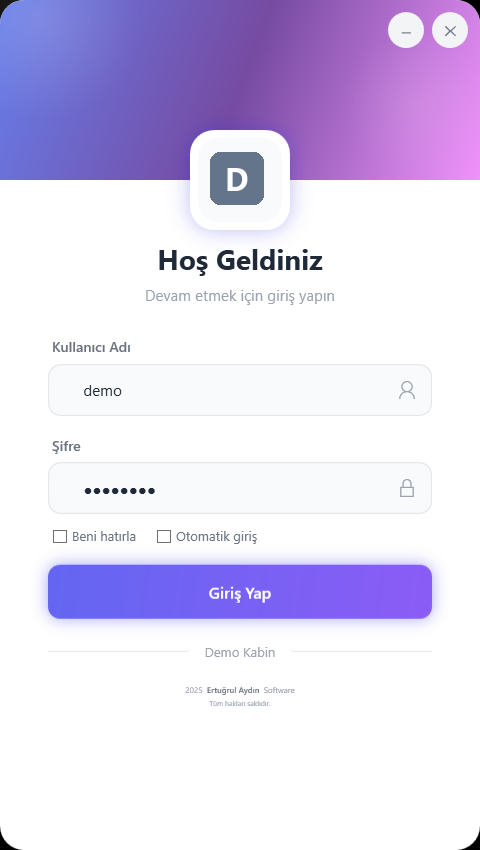 D
Hoş Geldiniz
Devam etmek için giriş yapın
Kullanıcı Adı
demo
Şifre
••••••••
Beni hatırla Otomatik giriş
Giriş Yap
Demo Kabin
2025 Ertuğrul Aydın Software
Tüm hakları saklıdır.